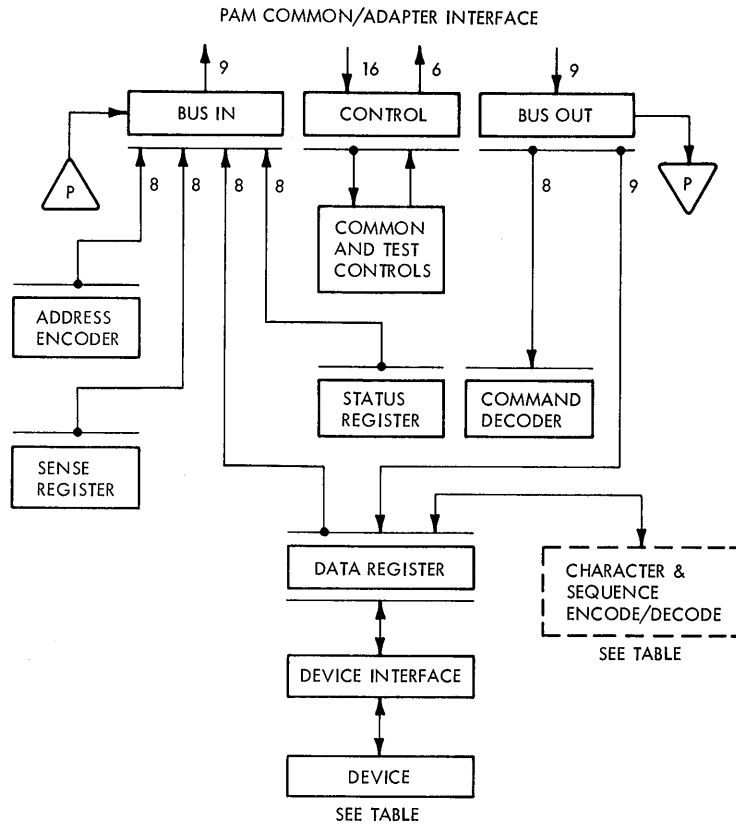 PAM COMMON/ADAPTER INTERFACE
9
16
6
9
BUS IN
CONTROL
BUS OUT
P
8
8
8
8
8
9
P
COMMON
AND TEST
CONTROLS
ADDRESS
ENCODER
STATUS
REGISTER
COMMAND
DECODER
SENSE
REGISTER
DATA REGISTER
CHARACTER &
SEQUENCE
ENCODE/DECODE
SEE TABLE
DEVICE INTERFACE
DEVICE
SEE TABLE